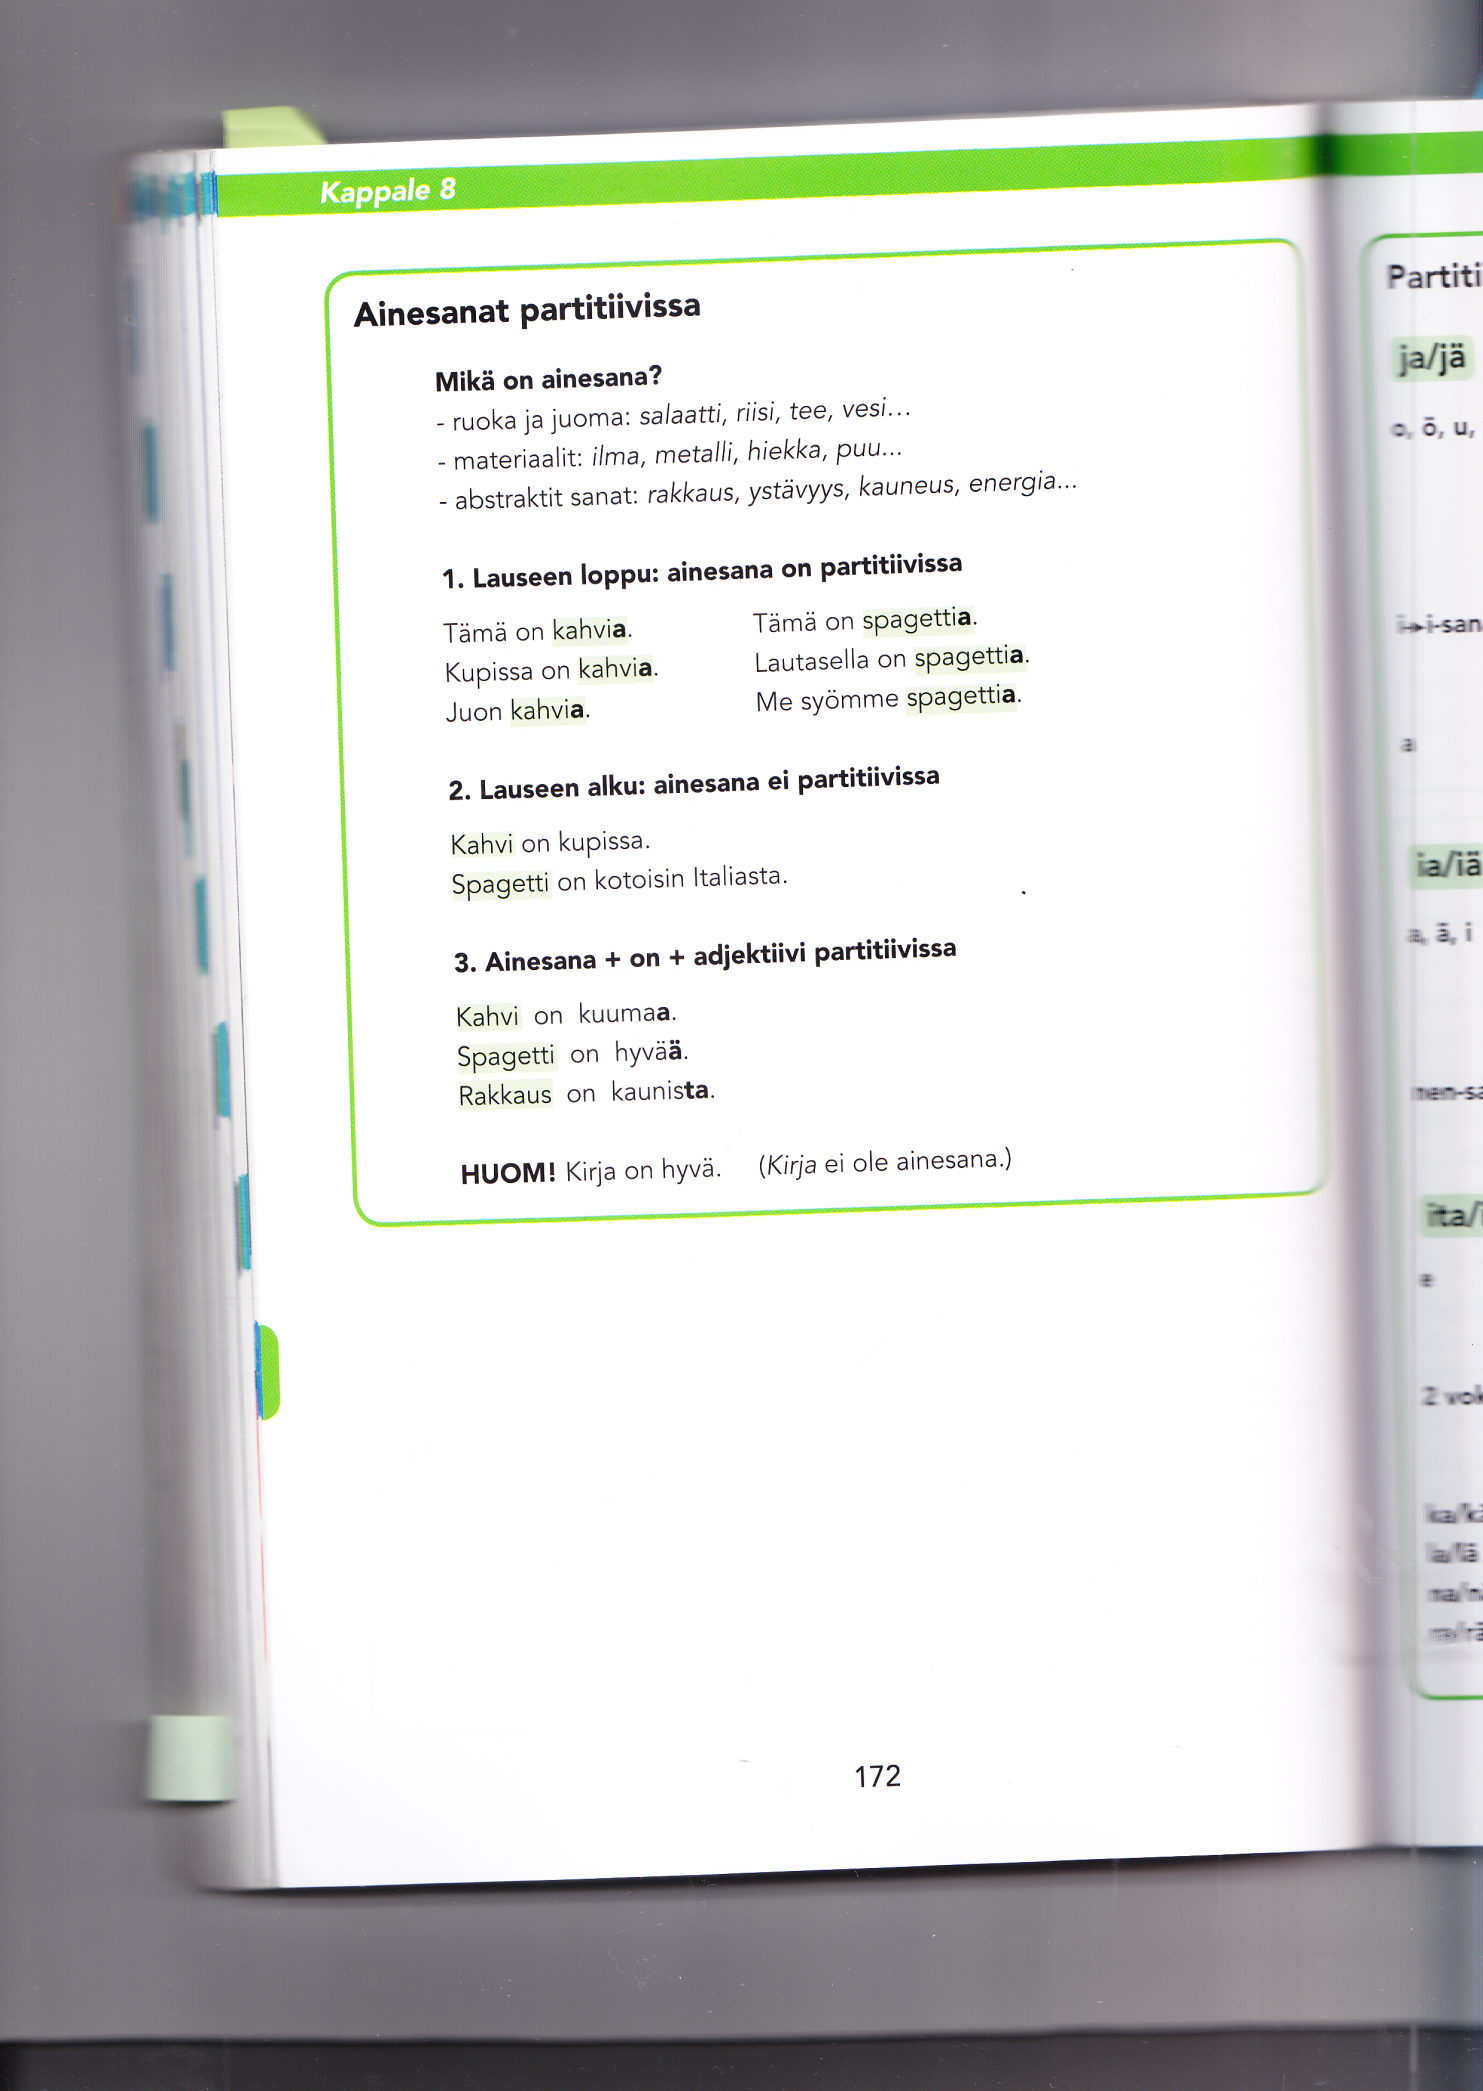 Kappale 8
Ainesanat partitiivissa
Mikä on ainesana?
- ruoka ja juoma: salaatti, riisi, tee, vesi...
- materiaalit: ilma, metalli, hiekka, puu...
- abstraktit sanat: rakkaus, ystävyys, kauneus, energia...
1. Lauseen loppu: ainesana on partitiivissa
Tämä on kahvia. Tämä on spagettia.
Kupissa on kahvia. Lautasella on spagettia.
Juon kahvia. Me syömme spagettia.
2. Lauseen alku: ainesana ei partitiivissa
Kahvi on kupissa.
Spagetti on kotoisin Italiasta.
3. Ainesana + on + adjektiivi partitiivissa
Kahvi on kuumaa.
Spagetti on hyvää.
Rakkaus on kaunista.
HUOM! Kirja on hyvä. (Kirja ei ole ainesana.)
172
ja/jä
o, ö, u,
a
ia/iä
a, ä, i
e
la/lä